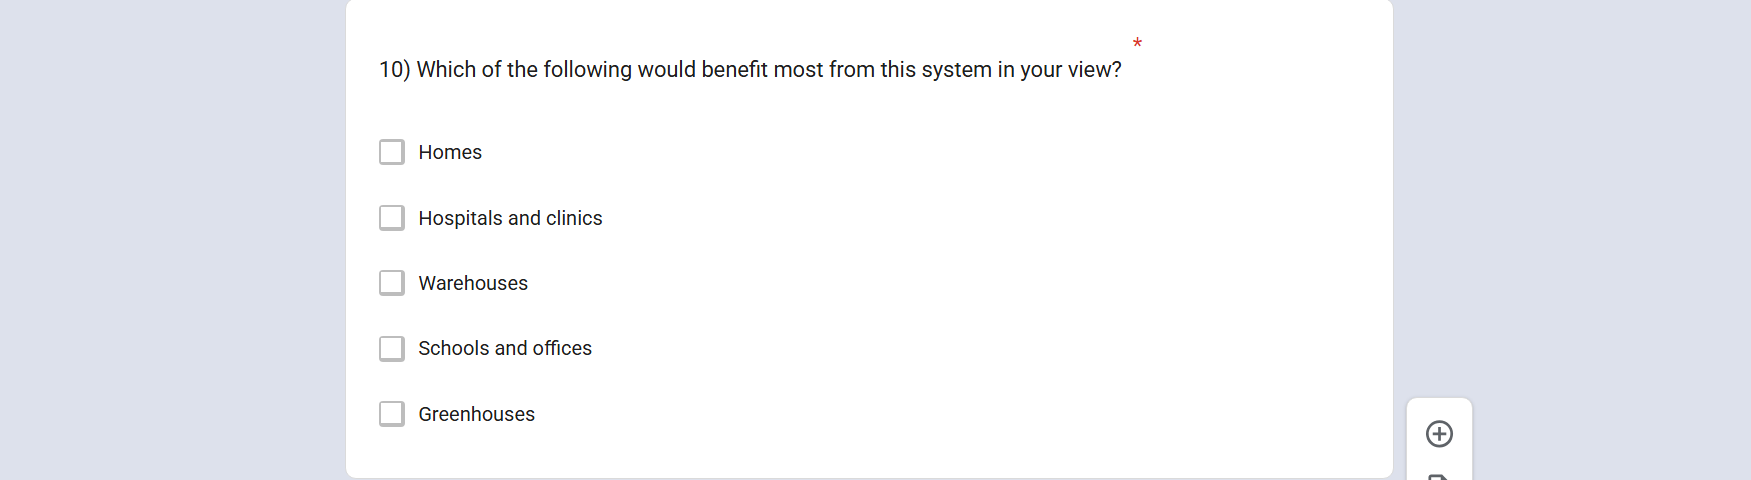 *
10) Which of the following would benefit most from this system in your view?
Homes
Hospitals and clinics
Warehouses
Schools and offices
Greenhouses